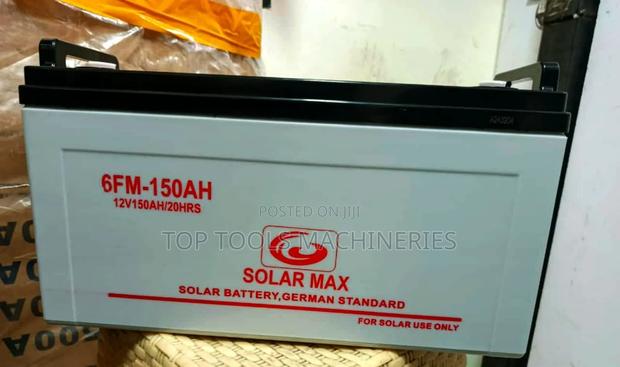 6FM-150AH
12V150AH/20HRS
POSTED ON JIJI
TOP TOOLS MACHINERIES
SOLAR MAX
SOLAR BATTERY,GERMAN STANDARD
FOR SOLAR USE ONLY